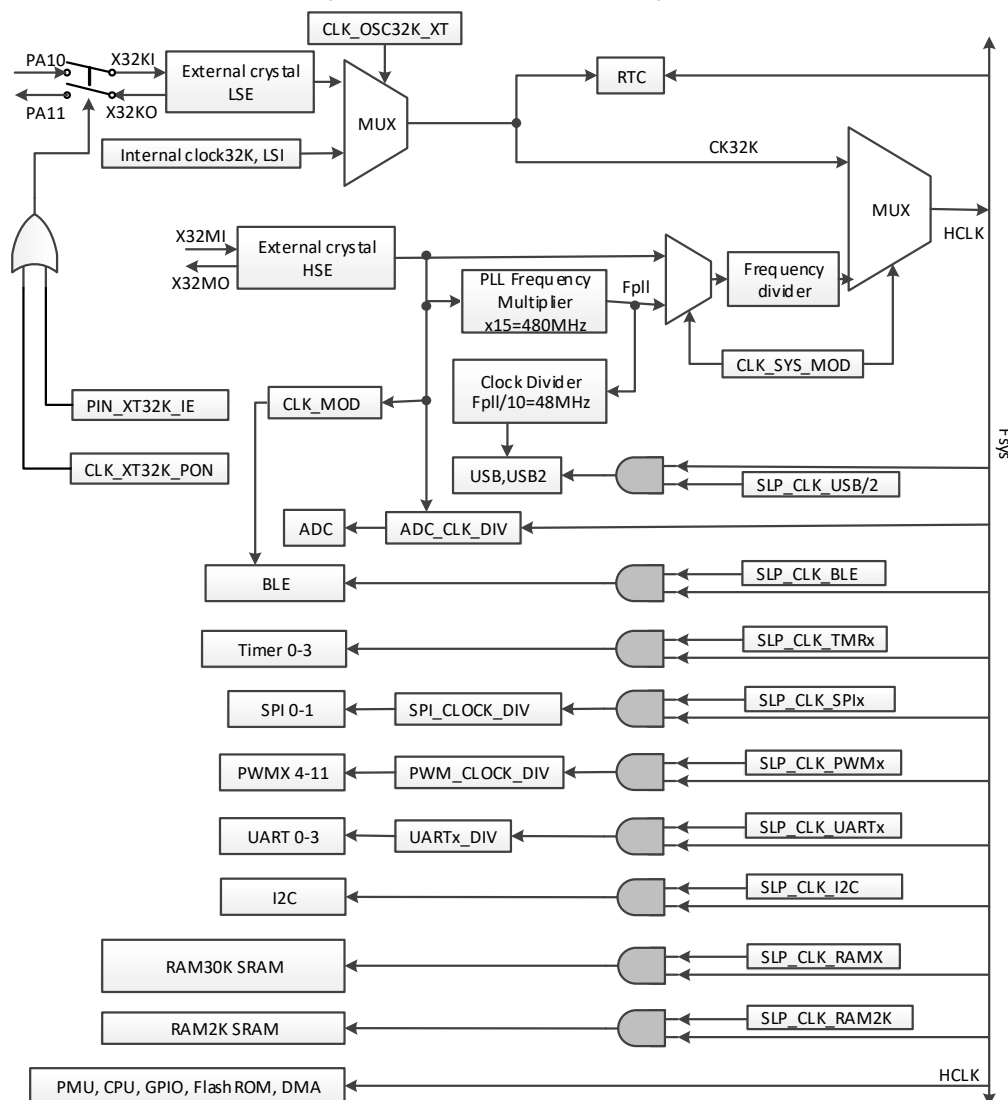 CLK_OSC32K_XT
PA10
X32KI
External crystal
LSE
RTC
PA11
X32KO
MUX
Internal clock32K, LSI
CK32K
MUX
X32MI
External crystal
HSE
HCLK
X32MO
PLL Frequency
Multiplier
x15=480MHz
Fpll
Frequency
divider
CLK_SYS_MOD
Clock Divider
Fpll/10=48MHz
PIN_XT32K_IE
CLK_MOD
Fsys
CLK_XT32K_PON
USB,USB2
SLP_CLK_USB/2
ADC
ADC_CLK_DIV
BLE
SLP_CLK_BLE
Timer 0-3
SLP_CLK_TMRx
SPI 0-1
SPI_CLOCK_DIV
SLP_CLK_SPIx
PWMX 4-11
PWM_CLOCK_DIV
SLP_CLK_PWMx
UART 0-3
UARTx_DIV
SLP_CLK_UARTx
I2C
SLP_CLK_I2C
RAM30K SRAM
SLP_CLK_RAMX
RAM2K SRAM
SLP_CLK_RAM2K
PMU, CPU, GPIO, FlashROM, DMA
HCLK